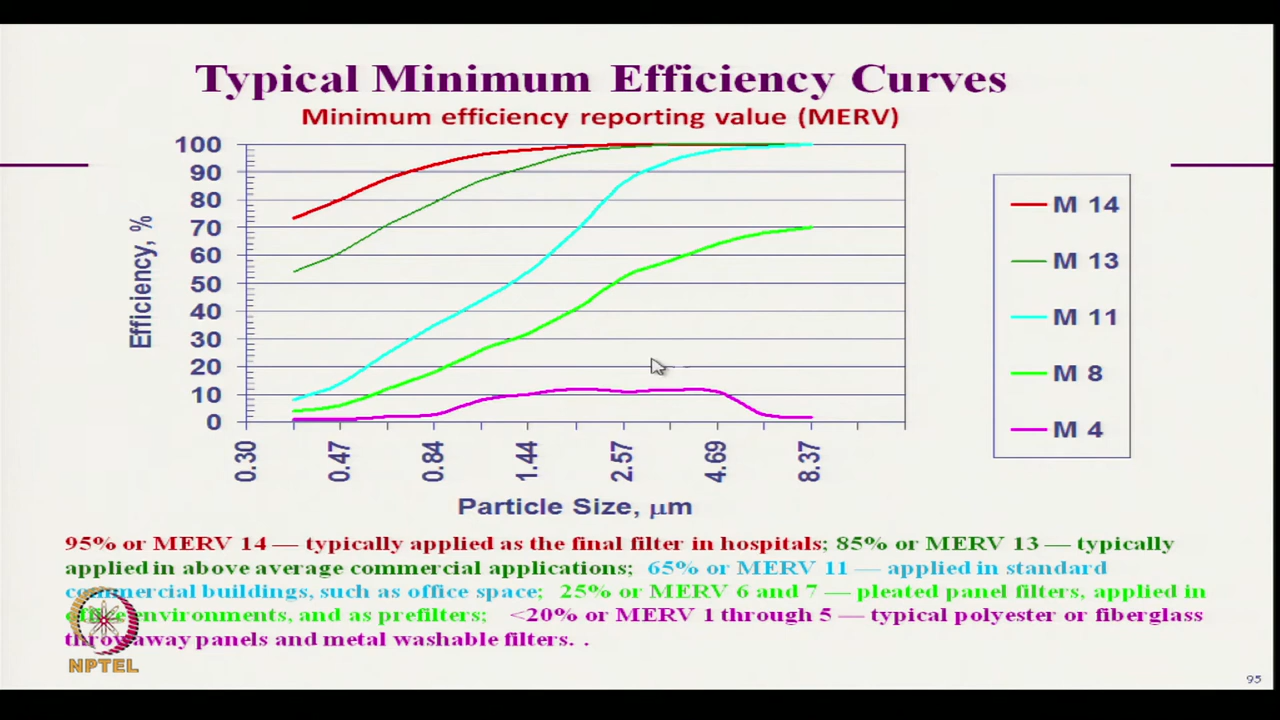 Typical Minimum Efficiency Curves
Minimum efficiency reporting value (MERV)
100
90
80
70
60
50
40
30
20
10
0
Efficiency, %
0.30
0.47
0.84
1.44
2.57
4.69
8.37
Particle Size, μm
M 14
M 13
M 11
M 8
M 4
95% or MERV 14 — typically applied as the final filter in hospitals; 85% or MERV 13 — typically
applied in above average commercial applications; 65% or MERV 11 — applied in standard
commercial buildings, such as office space; 25% or MERV 6 and 7 — pleated panel filters, applied in
environments, and as prefilters; <20% or MERV 1 through 5 — typical polyester or fiberglass
throwaway panels and metal washable filters. .
NPTEL
95